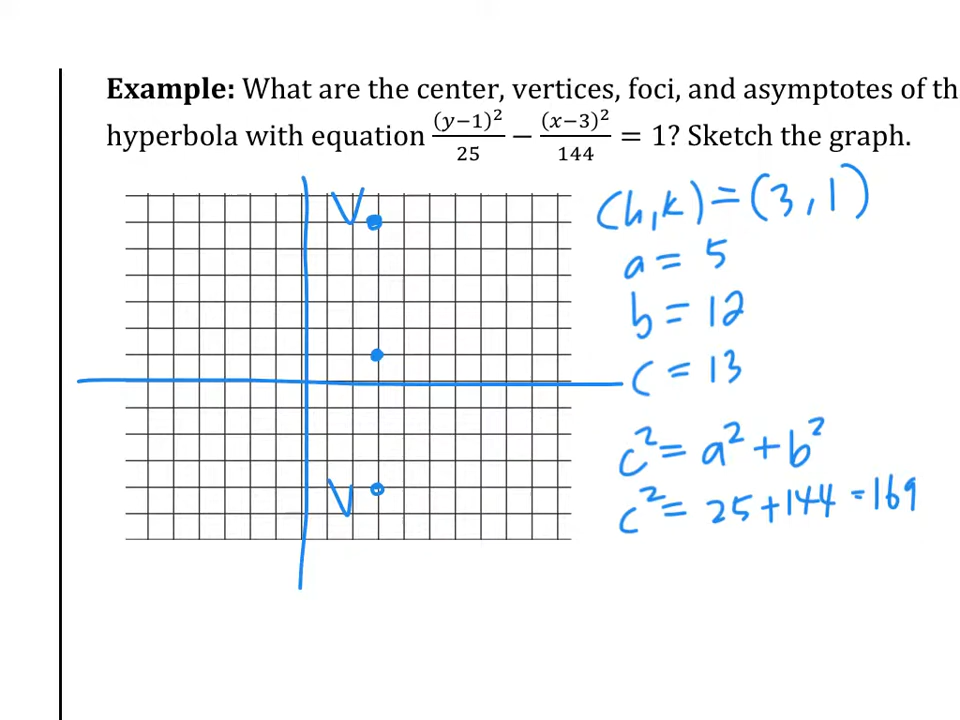 Example: What are the center, vertices, foci, and asymptotes of th
hyperbola with equation (y−1)²/25 − (x−3)²/144 = 1? Sketch the graph.
V
(h,k)=(3,1)
a = 5
b = 12
c = 13
c² = a² + b²
V
c² = 25+144 =169